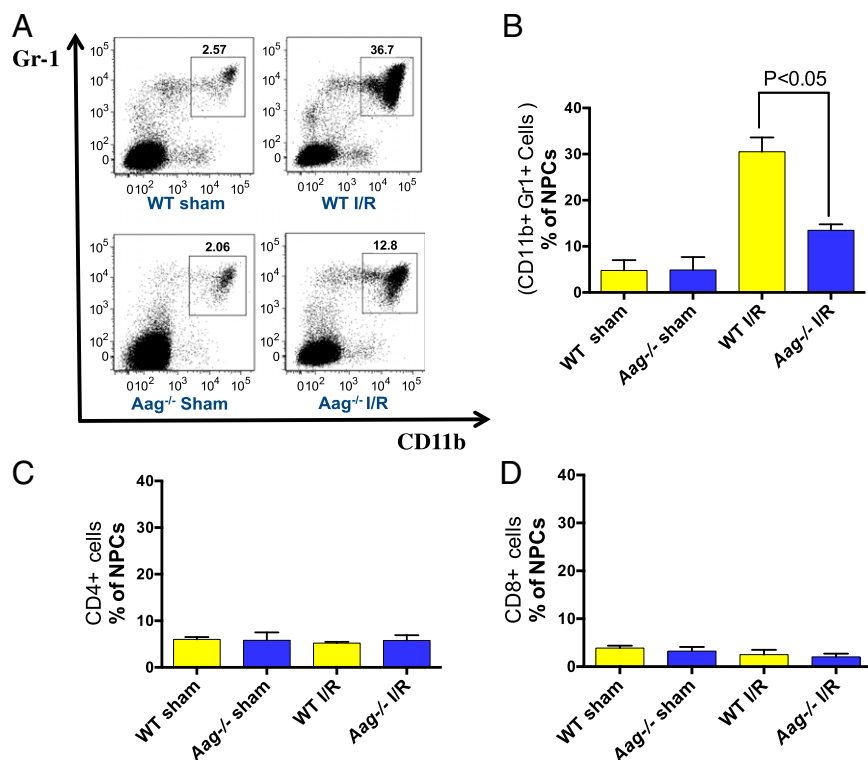 A
Gr-1
2.57
10⁵
10⁴
10³
10²
0
0 10² 10³ 10⁴ 10⁵
WT sham
36.7
10⁵
10⁴
10³
10²
0
0 10² 10³ 10⁴ 10⁵
WT I/R
2.06
10⁵
10⁴
10³
10²
0
0 10² 10³ 10⁴ 10⁵
Aag⁻/⁻ Sham
12.8
10⁵
10⁴
10³
10²
0
0 10² 10³ 10⁴ 10⁵
Aag⁻/⁻ I/R
CD11b
B
P<0.05
(CD11b+ Gr1+ Cells )
% of NPCs
40
30
20
10
0
WT sham
Aag-/- sham
WT I/R
Aag-/- I/R
C
CD4+ cells
% of NPCs
40
30
20
10
0
WT sham
Aag-/- sham
WT I/R
Aag-/- I/R
D
CD8+ cells
% of NPCs
40
30
20
10
0
WT sham
Aag-/- sham
WT I/R
Aag-/- I/R